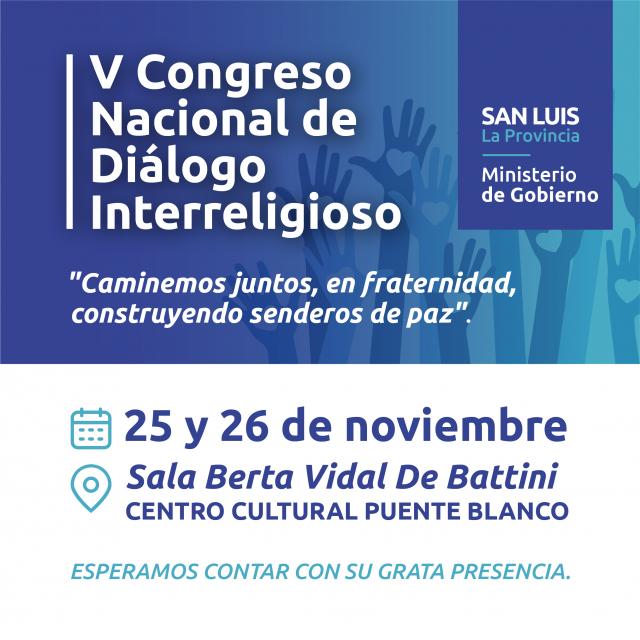 V Congreso
Nacional de
Diálogo
Interreligioso
SAN LUIS
La Provincia
Ministerio
de Gobierno
"Caminemos juntos, en fraternidad,
construyendo senderos de paz".
25 y 26 de noviembre
Sala Berta Vidal De Battini
CENTRO CULTURAL PUENTE BLANCO
ESPERAMOS CONTAR CON SU GRATA PRESENCIA.